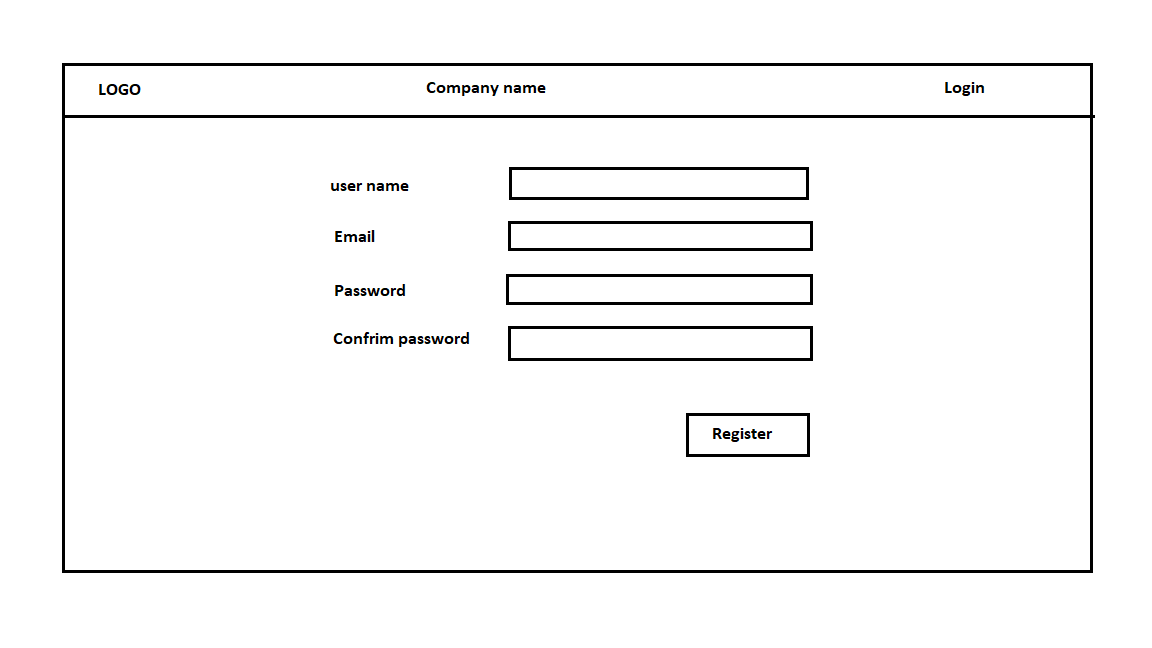 LOGO
Company name
Login
user name
Email
Password
Confrim password
Register